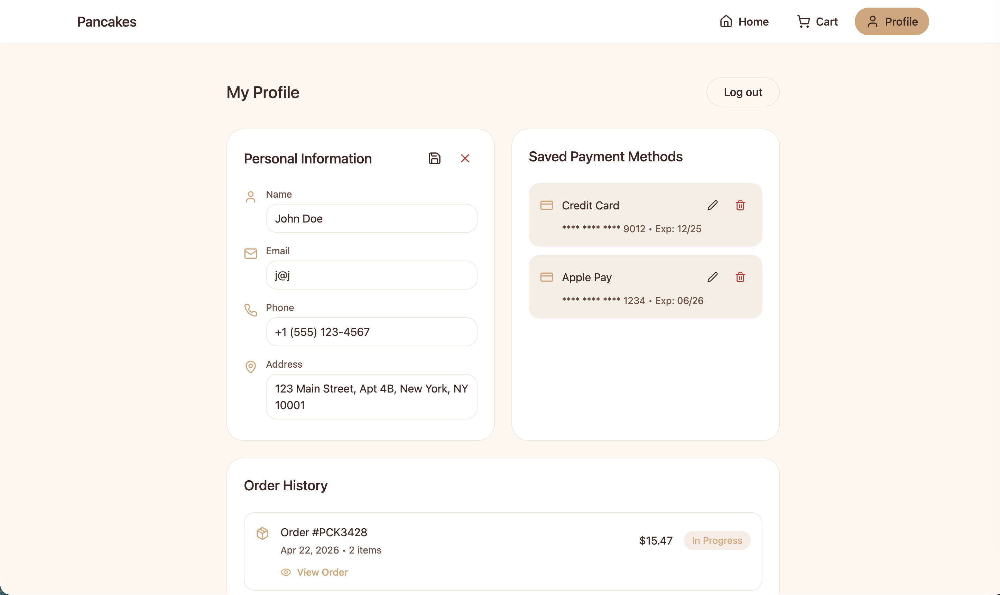 Pancakes
Home
Cart
Profile
My Profile
Log out
Personal Information
Name
John Doe
Email
j@j
Phone
+1 (555) 123-4567
Address
123 Main Street, Apt 4B, New York, NY
10001
Saved Payment Methods
Credit Card
**** **** **** 9012 • Exp: 12/25
Apple Pay
**** **** **** 1234 • Exp: 06/26
Order History
Order #PCK3428
Apr 22, 2026 • 2 items
$15.47
In Progress
View Order